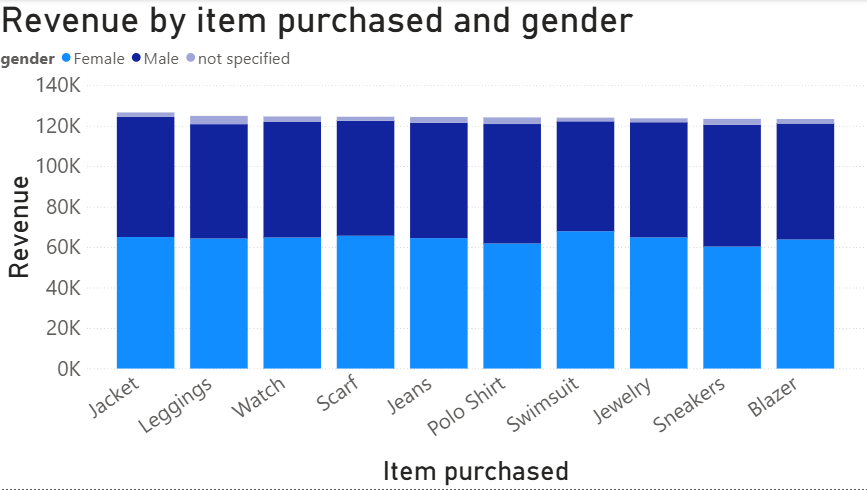 Revenue by item purchased and gender
gender Female Male not specified
140K
120K
100K
80K
60K
40K
20K
0K
Revenue
Jacket
Leggings
Watch
Scarf
Jeans
Polo Shirt
Swimsuit
Jewelry
Sneakers
Blazer
Item purchased